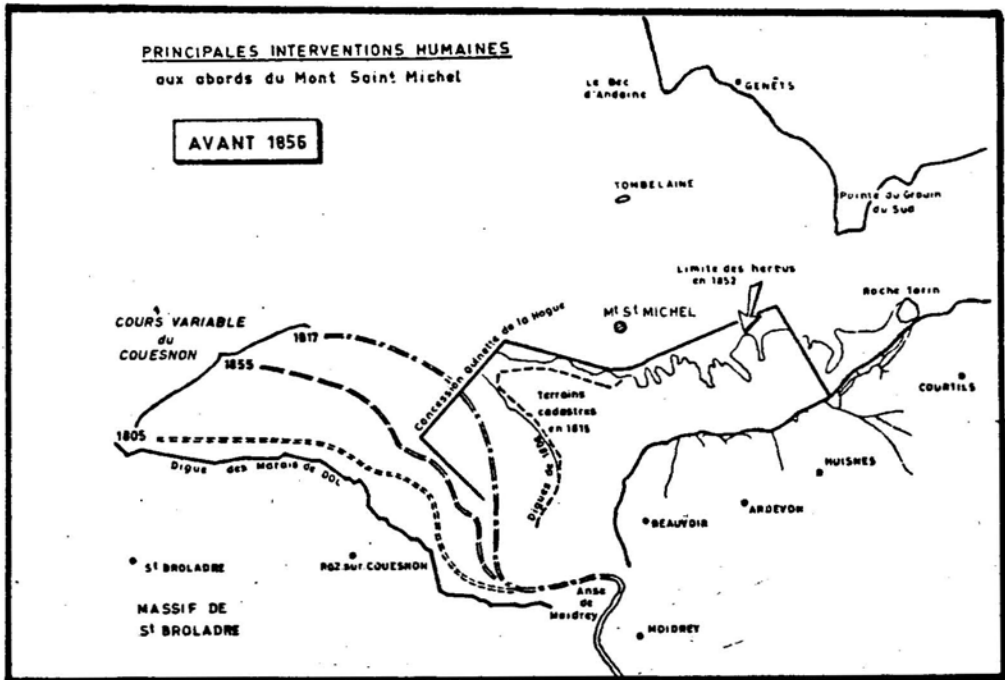 PRINCIPALES INTERVENTIONS HUMAINES
aux abords du Mont Saint Michel
AVANT 1856
Le Bec
d'Andaine
GENÊTS
TOMBELAINE
Pointe du Grouin
du Sud
Limite des herbus
en 1852
Roche Torin
Mt St MICHEL
COURS VARIABLE
du
COUESNON
1817
1855
1805
Concession Quinette de la Hogue
Terrains
cadastres
en 1815
Digues de
COURTILS
HUISNES
ARDEVON
BEAUVOIR
Digue des Marais de DOL
St BROLADRE
ROZ.sur.COUESNON
Anse
de
Moidrey
MOIDREY
MASSIF DE
St BROLADRE